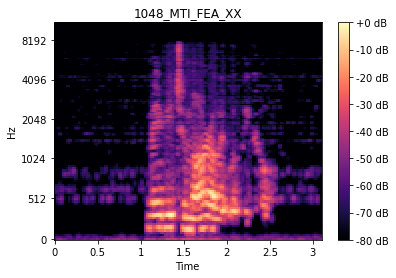 1048_MTI_FEA_XX
+0 dB
8192
-10 dB
4096
-20 dB
-30 dB
2048
Hz
-40 dB
1024
-50 dB
512
-60 dB
-70 dB
0
-80 dB
0 0.5 1 1.5 2 2.5 3
Time